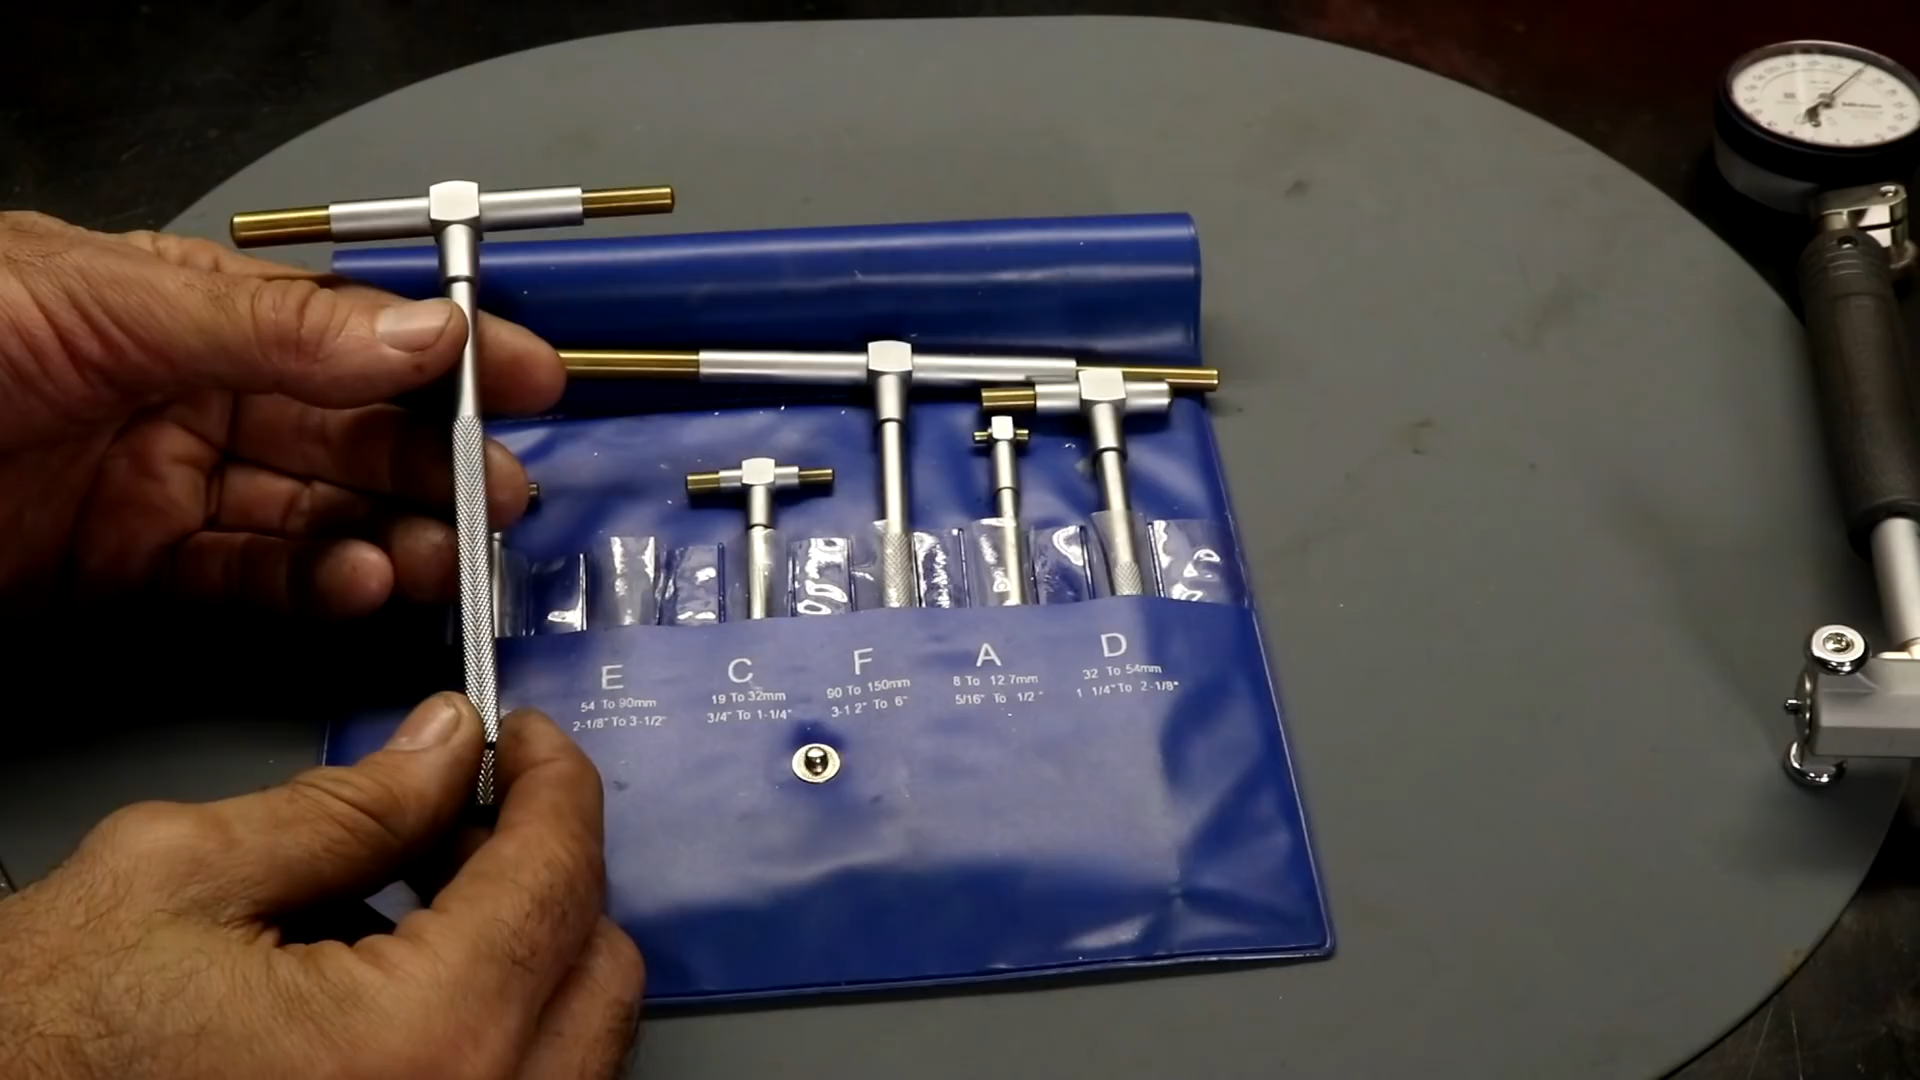 E
54 To 90mm
2-1/8" To 3-1/2"
C
19 To 32mm
3/4" To 1-1/4"
F
90 To 150mm
3-1 2" To 6"
A
8 To 12.7mm
5/16" To 1/2"
D
32 To 54mm
1 1/4" To 2-1/8"
Mitutoyo